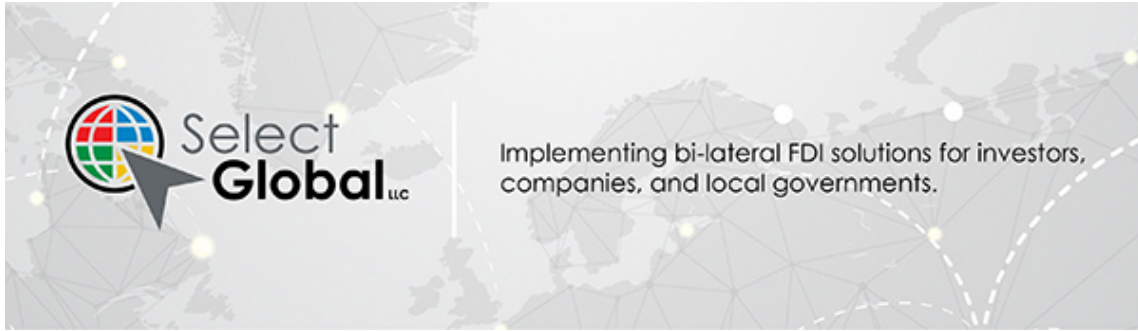 Select
Global LLC
Implementing bi-lateral FDI solutions for investors,
companies, and local governments.